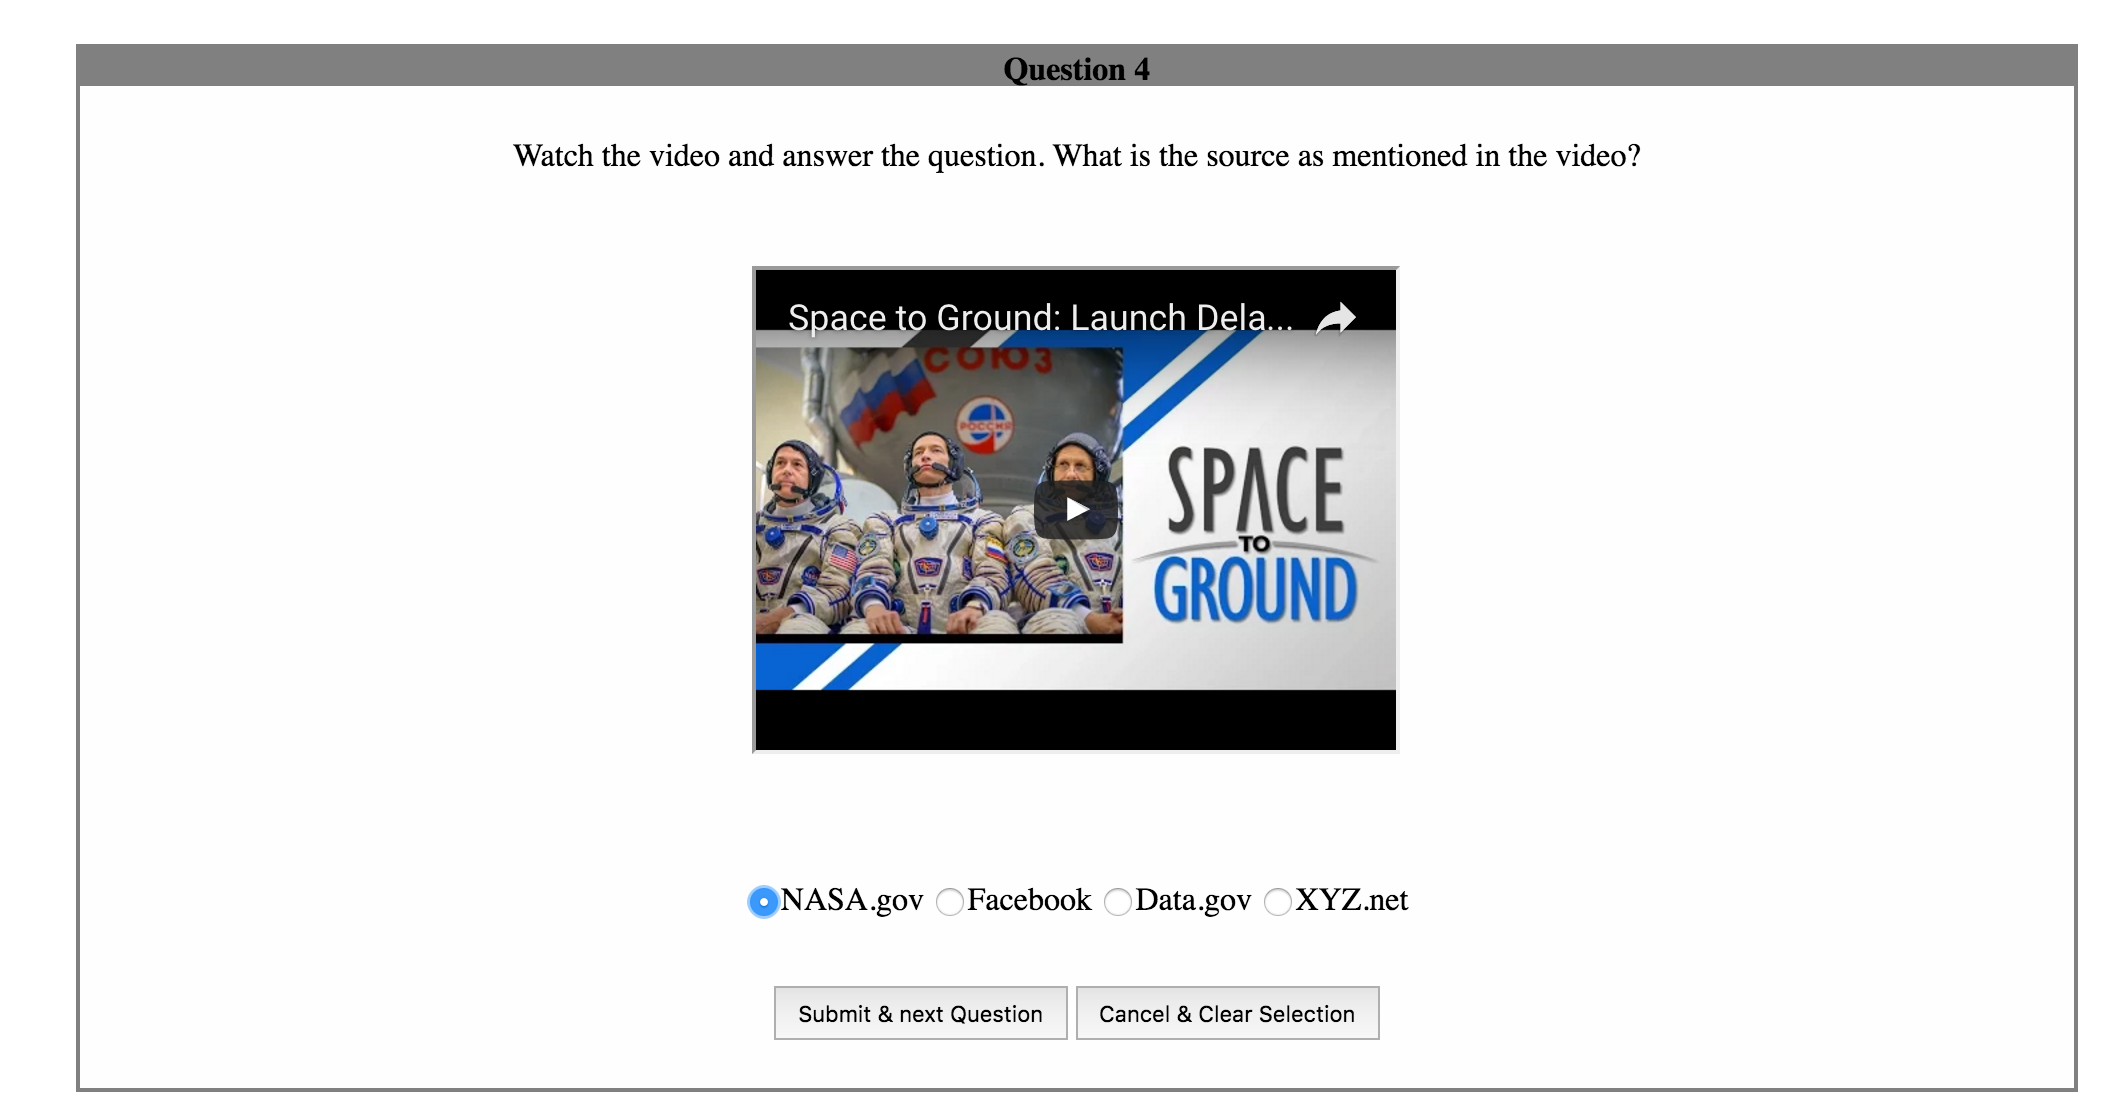 Question 4
Watch the video and answer the question. What is the source as mentioned in the video?
Space to Ground: Launch Dela...
СОЮЗ
РОССИЯ
SPACE
TO
GROUND
NASA.gov Facebook Data.gov XYZ.net
Submit & next Question Cancel & Clear Selection